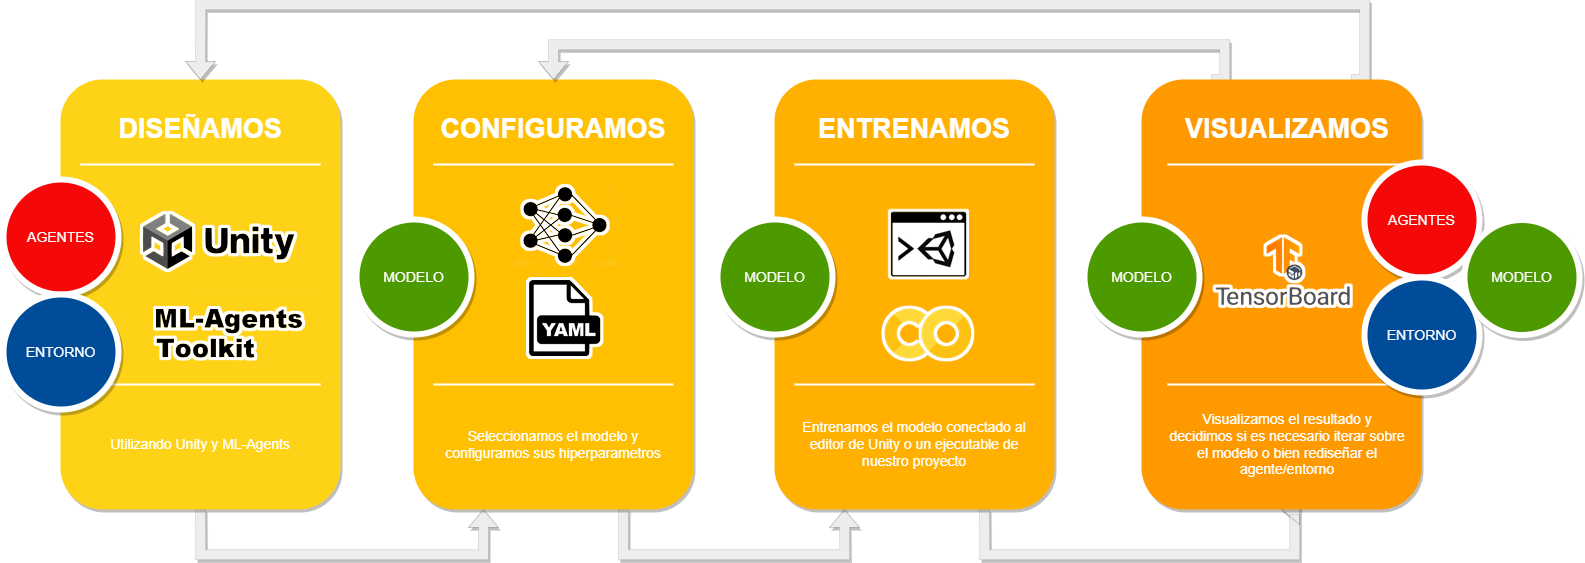 DISEÑAMOS
AGENTES
ENTORNO
Unity
ML-Agents
Toolkit
Utilizando Unity y ML-Agents
CONFIGURAMOS
MODELO
YAML
Seleccionamos el modelo y
configuramos sus hiperparametros
ENTRENAMOS
MODELO
Entrenamos el modelo conectado al
editor de Unity o un ejecutable de
nuestro proyecto
VISUALIZAMOS
MODELO
TensorBoard
AGENTES
ENTORNO
MODELO
Visualizamos el resultado y
decidimos si es necesario iterar sobre
el modelo o bien rediseñar el
agente/entorno